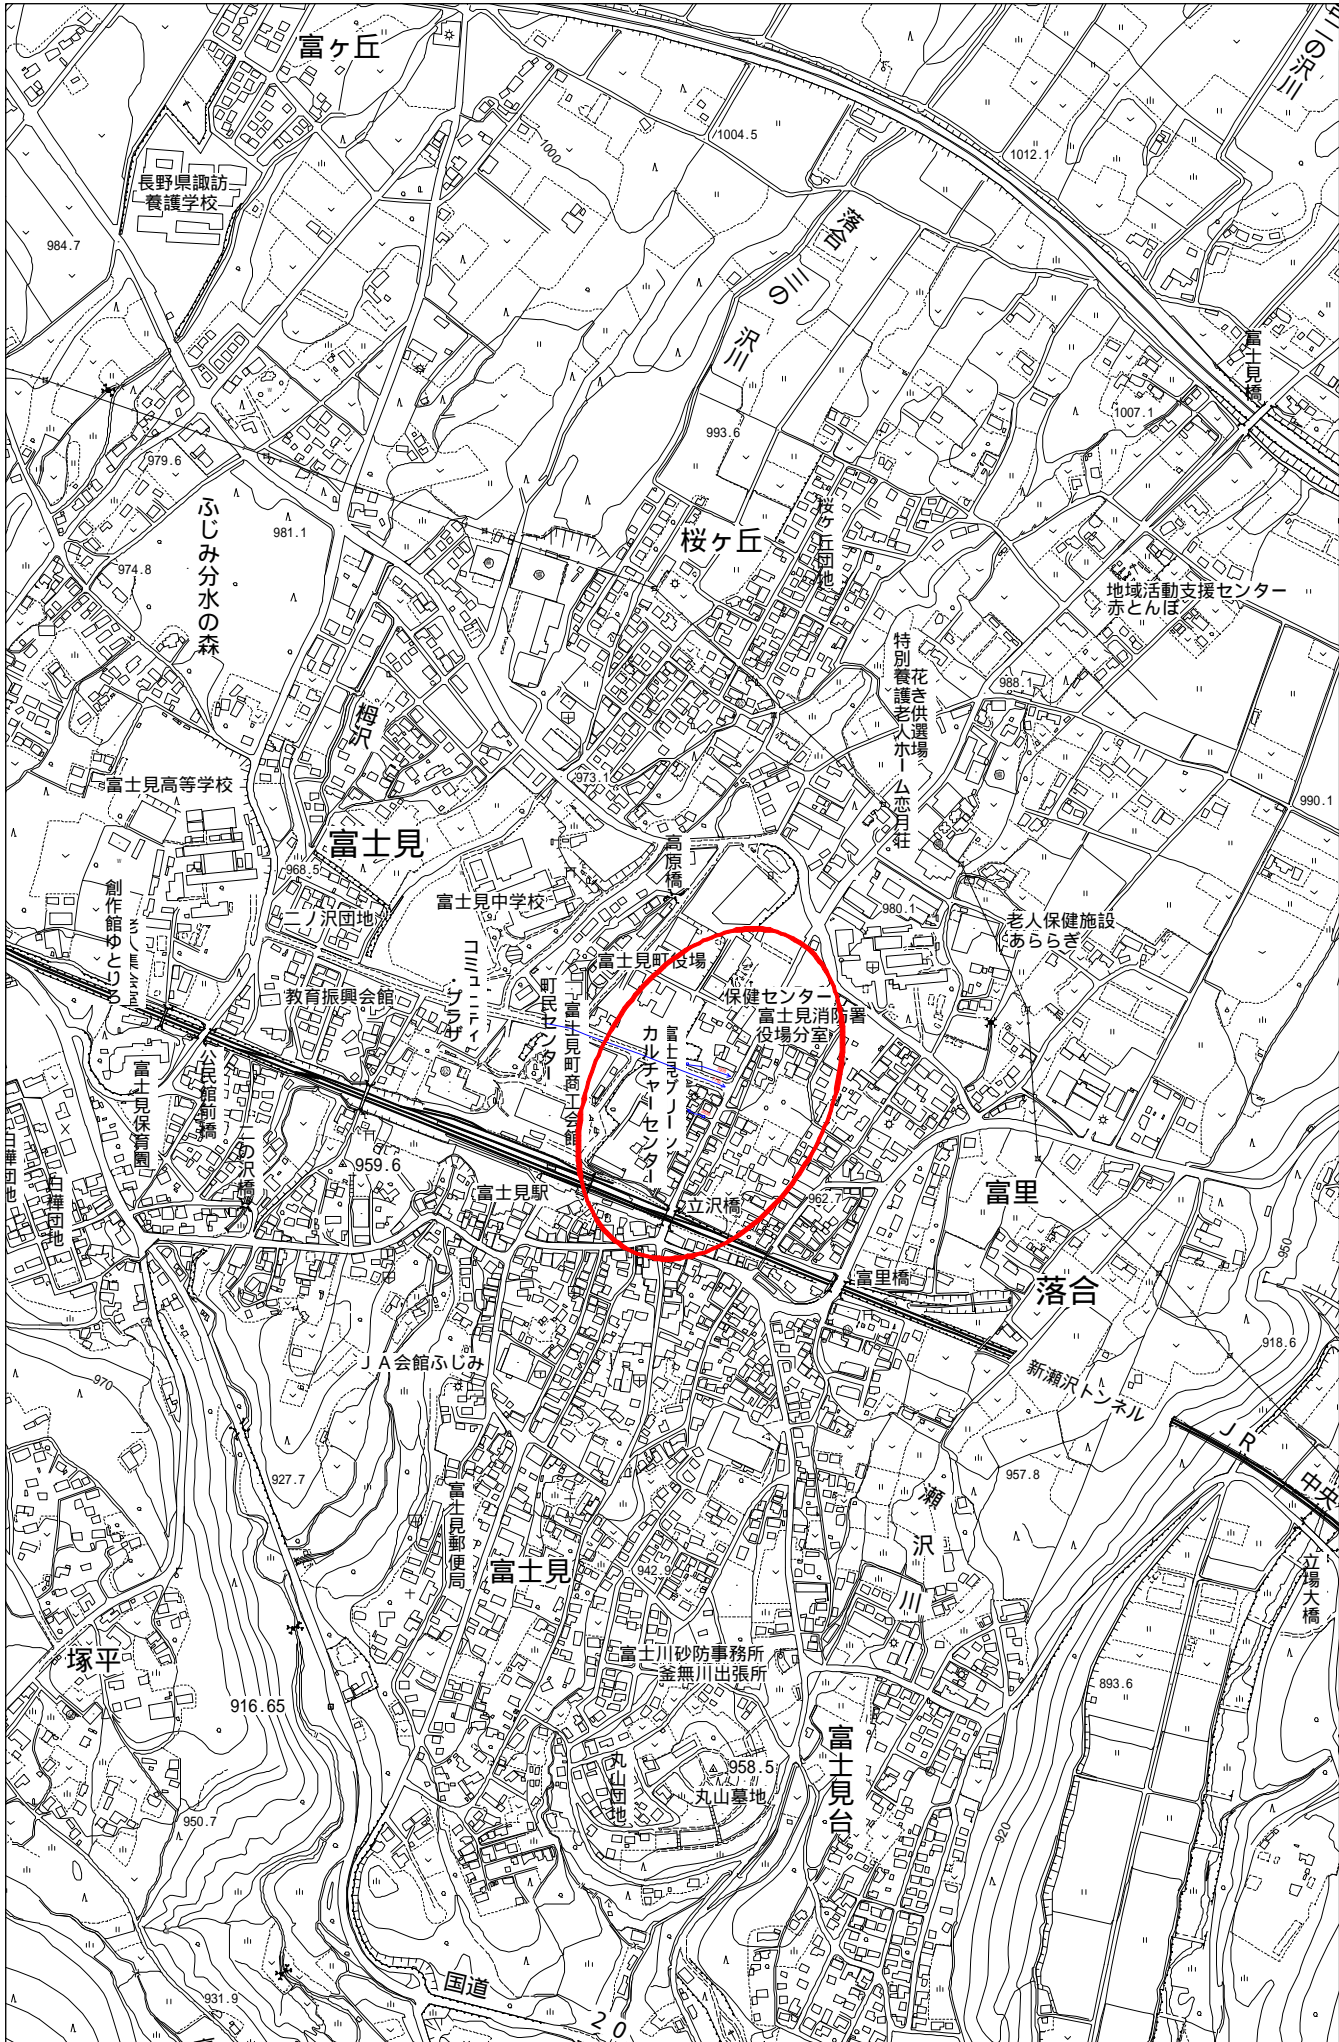 富ヶ丘
二の沢川
1004.5
1000
1012.1
長野県諏訪
養護学校
984.7
落合
三の
沢川
富士見橋
1007.1
993.6
979.6
ふじみ分水の森
981.1
桜ヶ丘
桜ヶ丘団地
974.8
地域活動支援センター
赤とんぼ
花き供選場
特別養護老人ホーム恋月荘
988.1
栂沢
973.1
富士見高等学校
990.1
富士見
高原橋
968.5
創作館ゆとりろ
老人集会室
二ノ沢団地
富士見中学校
980.1
老人保健施設
あららぎ
コミュニティ
・プラザ
富士見町役場
教育振興会館
町民センター
富士見町商工会館
保健センター
富士見消防署
役場分室
富士見グリーン
カルチャーセンター
公民館前橋
富士見保育園
二の沢橋
白樺団地
白樺団地
959.6
富士見駅
立沢橋
962.7
富里
富里橋
落合
950
918.6
JA会館ふじみ
970
新瀬沢トンネル
JR
中央
927.7
957.8
富士見郵便局
瀬
沢
川
富士見
942.9
立場大橋
塚平
富士川砂防事務所
釜無川出張所
893.6
916.65
富士見台
丸山団地
958.5
丸山墓地
950.7
920
国道
20
931.9